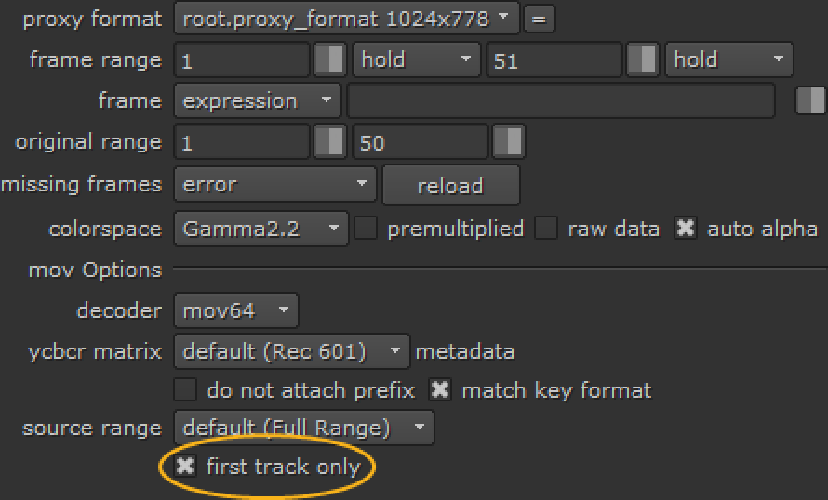 proxy format root.proxy_format 1024x778 =
frame range 1 hold 51 hold
frame expression
original range 1 50
missing frames error reload
colorspace Gamma2.2 premultiplied raw data auto alpha
mov Options
decoder mov64
ycbcr matrix default (Rec 601) metadata
do not attach prefix match key format
source range default (Full Range)
first track only